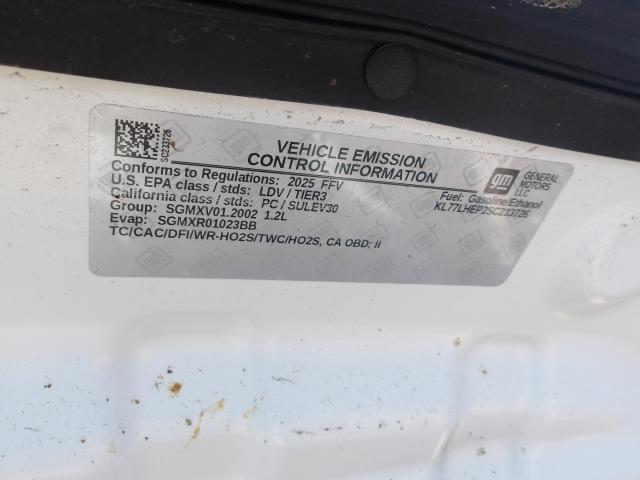 SC233726
VEHICLE EMISSION
CONTROL INFORMATION
Conforms to Regulations: 2025 FFV
U.S. EPA class / stds: LDV / TIER3
California class / stds: PC / SULEV30
Group: SGMXV01.2002 1.2L
Evap: SGMXR01023BB
TC/CAC/DFI/WR-HO2S/TWC/HO2S, CA OBD: II
gm
GENERAL
MOTORS
LLC
Fuel: Gasoline/Ethanol
KL77LHEP2SC233726